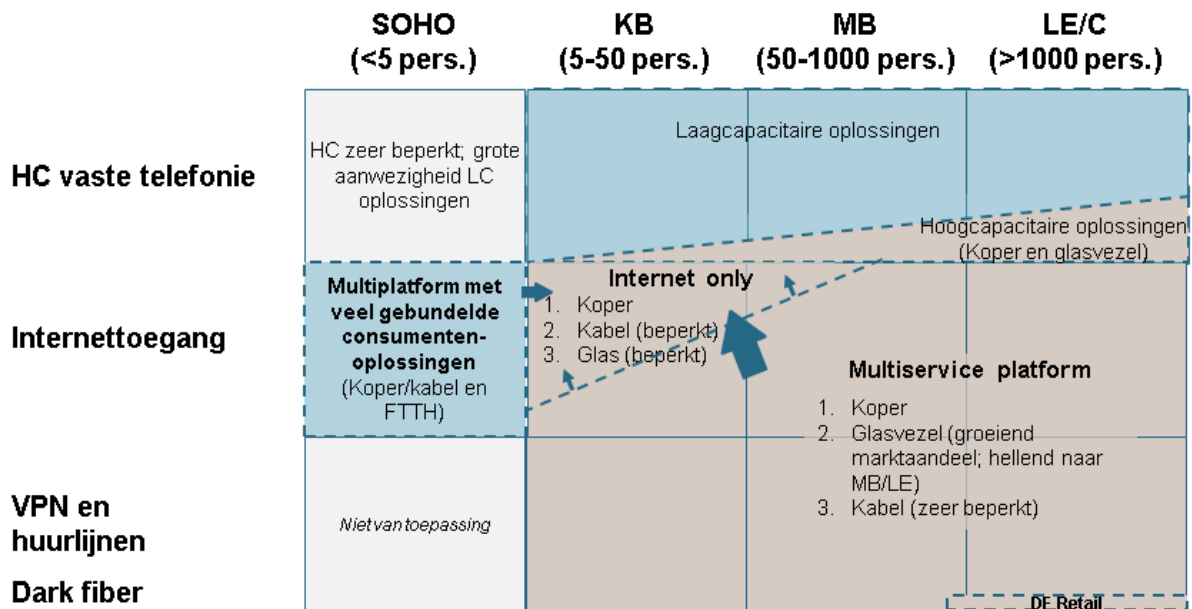 SOHO
(<5 pers.)
KB
(5-50 pers.)
MB
(50-1000 pers.)
LE/C
(>1000 pers.)
HC vaste telefonie
HC zeer beperkt; grote
aanwezigheid LC
oplossingen
Laagcapacitaire oplossingen
Hoogcapacitaire oplossingen
(Koper en glasvezel)
Internettoegang
Multiplatform met
veel gebundelde
consumenten-
oplossingen
(Koper/kabel en
FTTH)
Internet only
1. Koper
2. Kabel (beperkt)
3. Glas (beperkt)
Multiservice platform
1. Koper
2. Glasvezel (groeiend
marktaandeel; hellend naar
MB/LE)
3. Kabel (zeer beperkt)
VPN en
huurlijnen
Niet van toepassing
Dark fiber
DF Retail